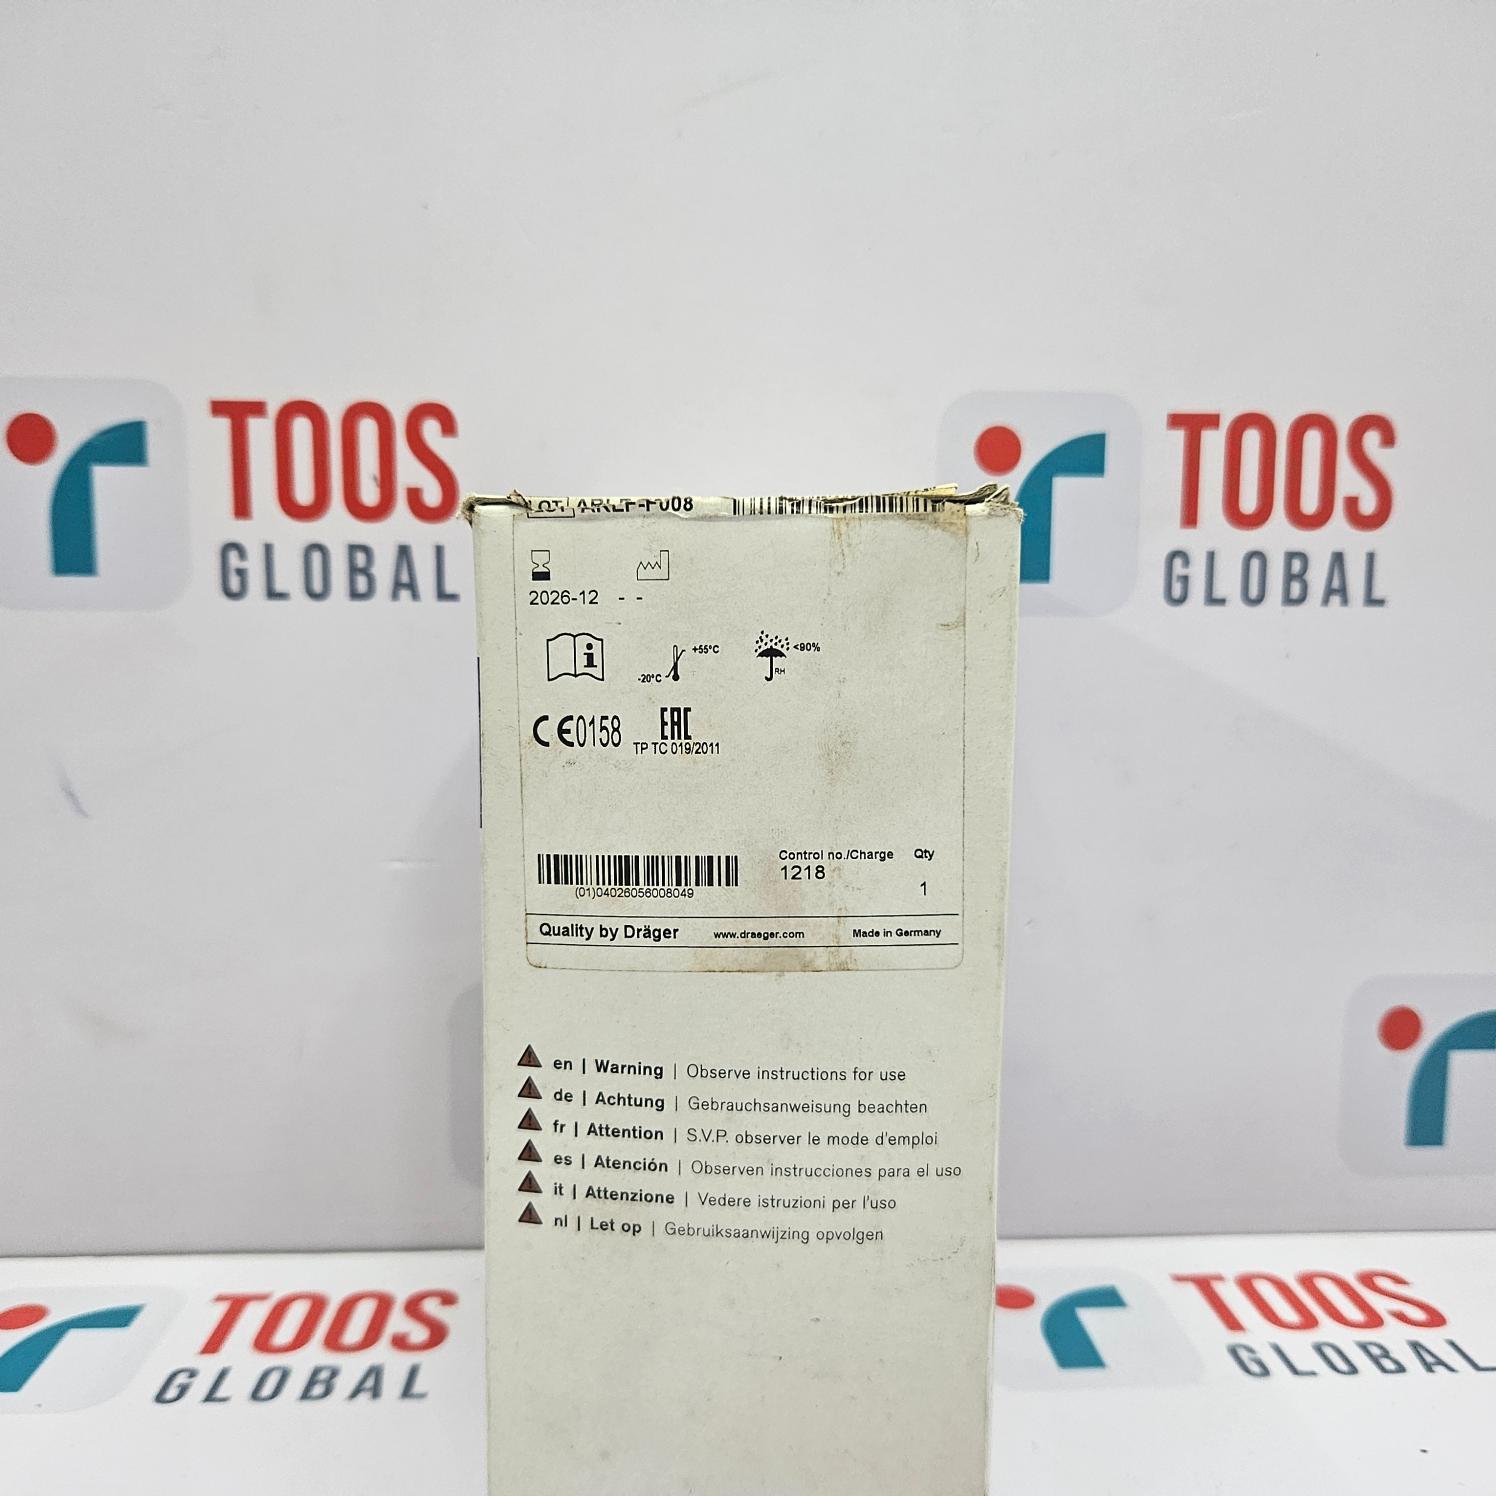 TOOS
GLOBAL
TOOS
GLOBAL
-F008
2026-12 - -
+55°C
-20°C
<90%
RH
CE0158
EAC
TP TC 019/2011
Control no./Charge Qty
1218
1
(01)04026056008049
Quality by Dräger www.draeger.com Made in Germany
en | Warning | Observe instructions for use
de | Achtung | Gebrauchsanweisung beachten
fr | Attention | S.V.P. observer le mode d'emploi
es | Atención | Observen instrucciones para el uso
it | Attenzione | Vedere istruzioni per l'uso
nl | Let op | Gebruiksaanwijzing opvolgen
TOOS
GLOBAL
TOOS
GLOBAL